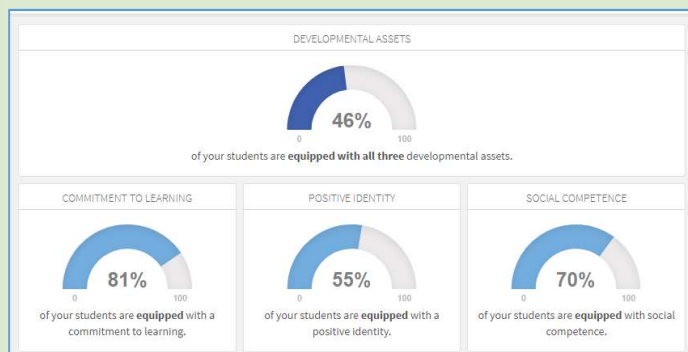 DEVELOPMENTAL ASSETS
46%
0 100
of your students are equipped with all three developmental assets.
COMMITMENT TO LEARNING
81%
0 100
of your students are equipped with a
commitment to learning.
POSITIVE IDENTITY
55%
0 100
of your students are equipped with a
positive identity.
SOCIAL COMPETENCE
70%
0 100
of your students are equipped with social
competence.